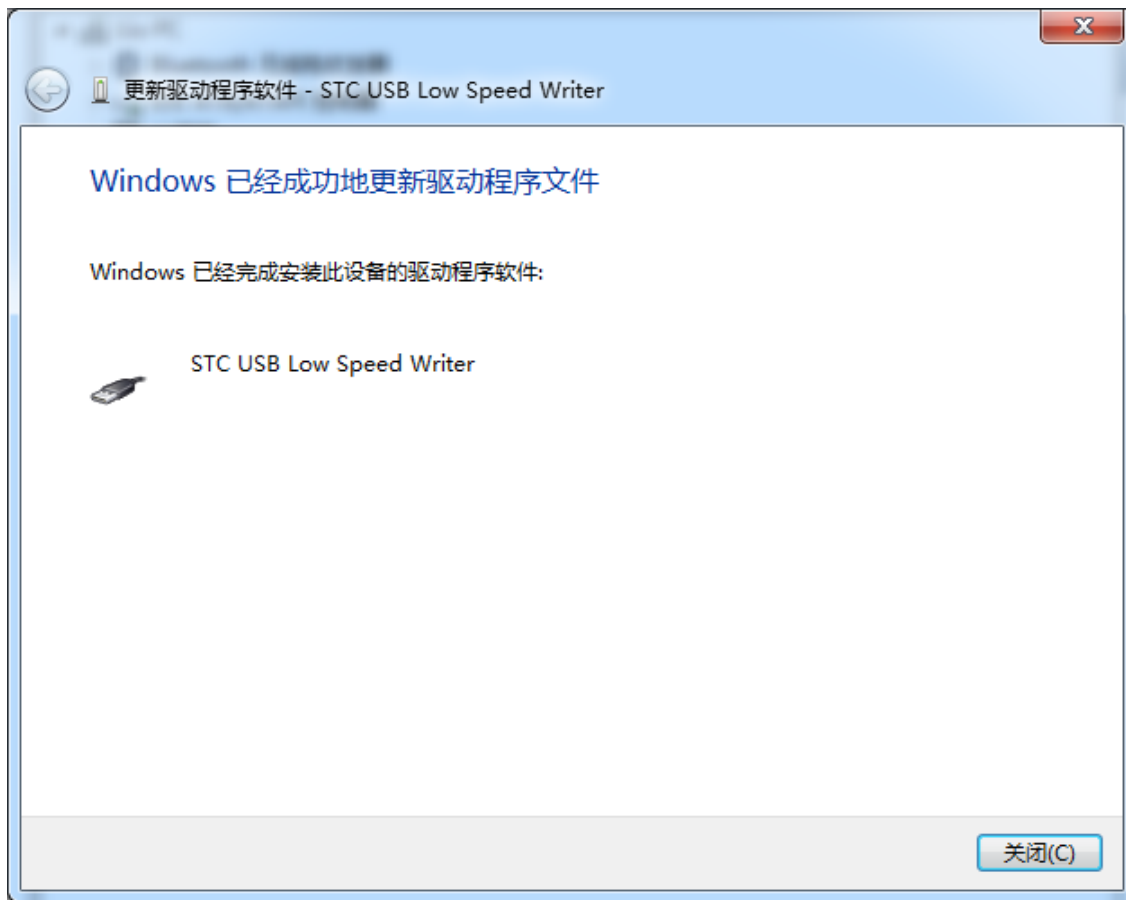 更新驱动程序软件 - STC USB Low Speed Writer
Windows 已经成功地更新驱动程序文件
Windows 已经完成安装此设备的驱动程序软件:
STC USB Low Speed Writer
关闭(C)